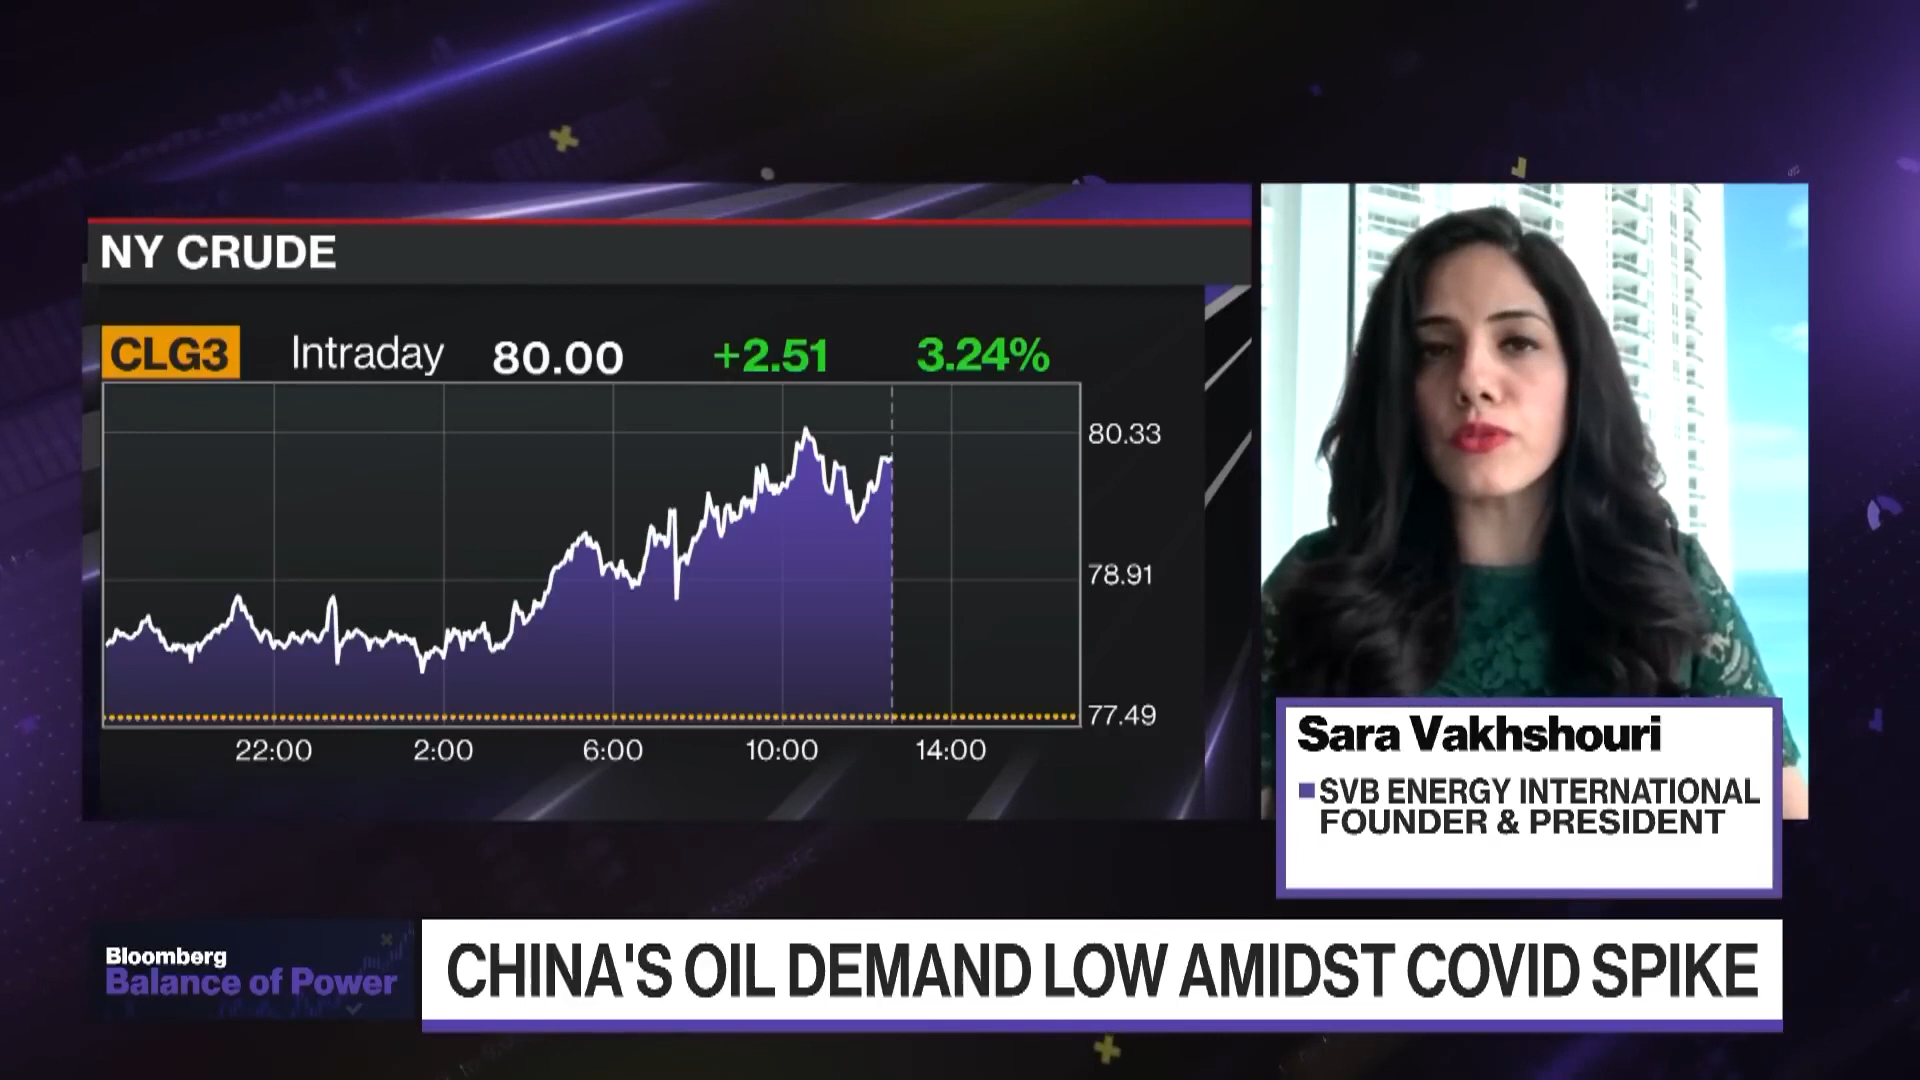 NY CRUDE
CLG3 Intraday 80.00 +2.51 3.24%
80.33
78.91
77.49
22:00 2:00 6:00 10:00 14:00
Sara Vakhshouri
SVB ENERGY INTERNATIONAL
FOUNDER & PRESIDENT
Bloomberg
Balance of Power
CHINA'S OIL DEMAND LOW AMIDST COVID SPIKE